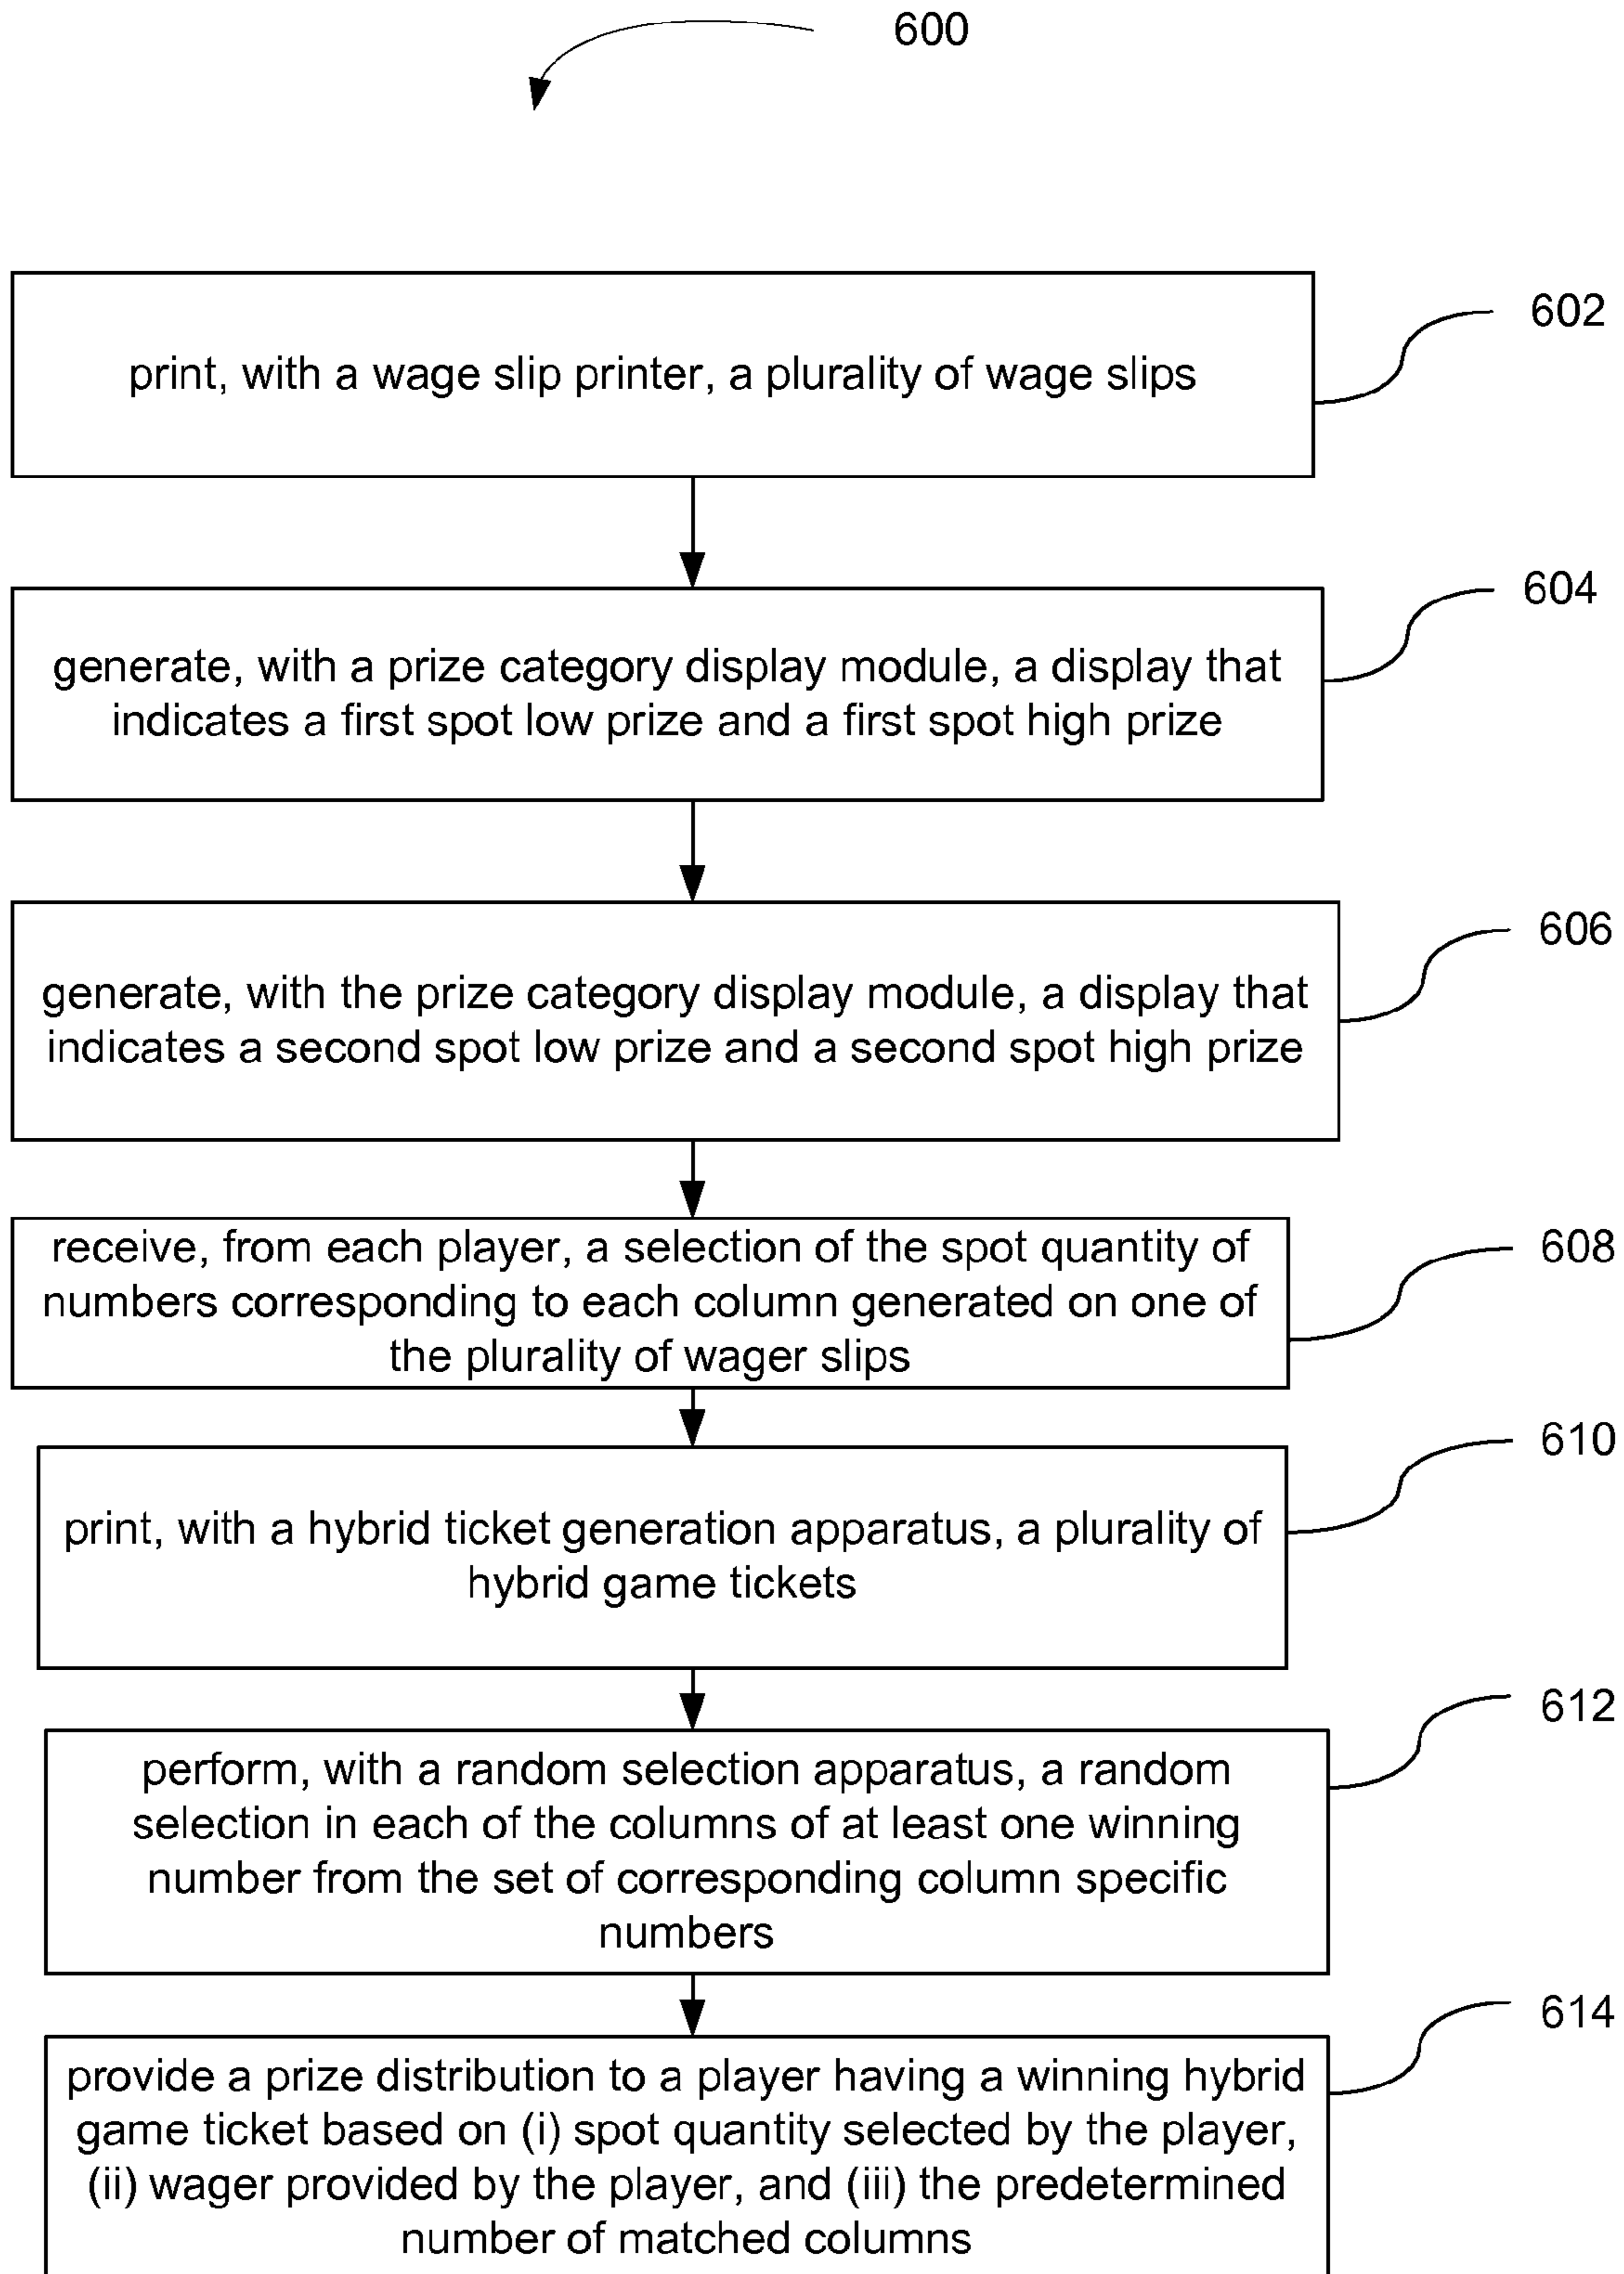 600
602
print, with a wage slip printer, a plurality of wage slips
604
generate, with a prize category display module, a display that
indicates a first spot low prize and a first spot high prize
606
generate, with the prize category display module, a display that
indicates a second spot low prize and a second spot high prize
608
receive, from each player, a selection of the spot quantity of
numbers corresponding to each column generated on one of
the plurality of wager slips
610
print, with a hybrid ticket generation apparatus, a plurality of
hybrid game tickets
612
perform, with a random selection apparatus, a random
selection in each of the columns of at least one winning
number from the set of corresponding column specific
numbers
614
provide a prize distribution to a player having a winning hybrid
game ticket based on (i) spot quantity selected by the player,
(ii) wager provided by the player, and (iii) the predetermined
number of matched columns